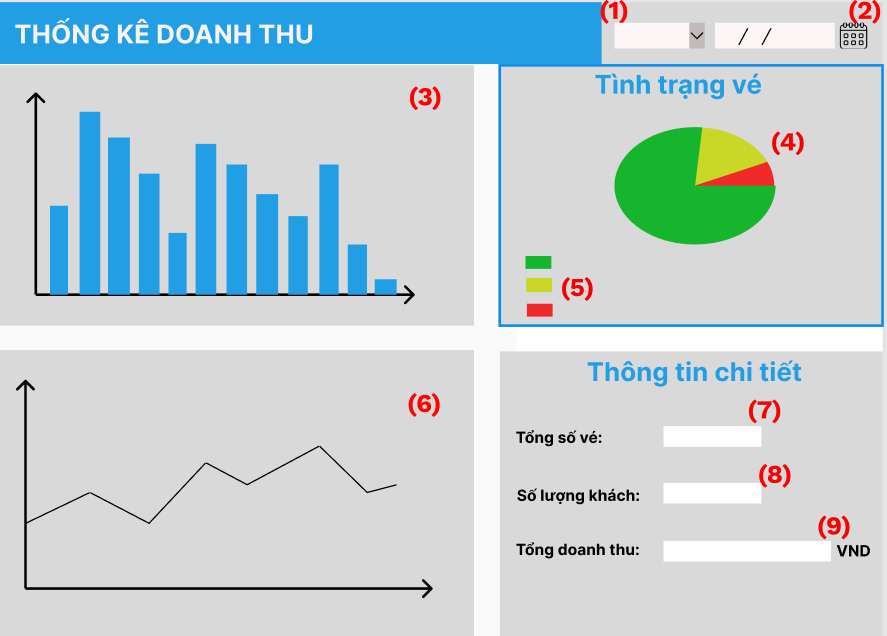 THỐNG KÊ DOANH THU
(1)
(2)
/ /
(3)
Tình trạng vé
(4)
(5)
(6)
Thông tin chi tiết
(7)
Tổng số vé:
(8)
Số lượng khách:
(9)
Tổng doanh thu: VND